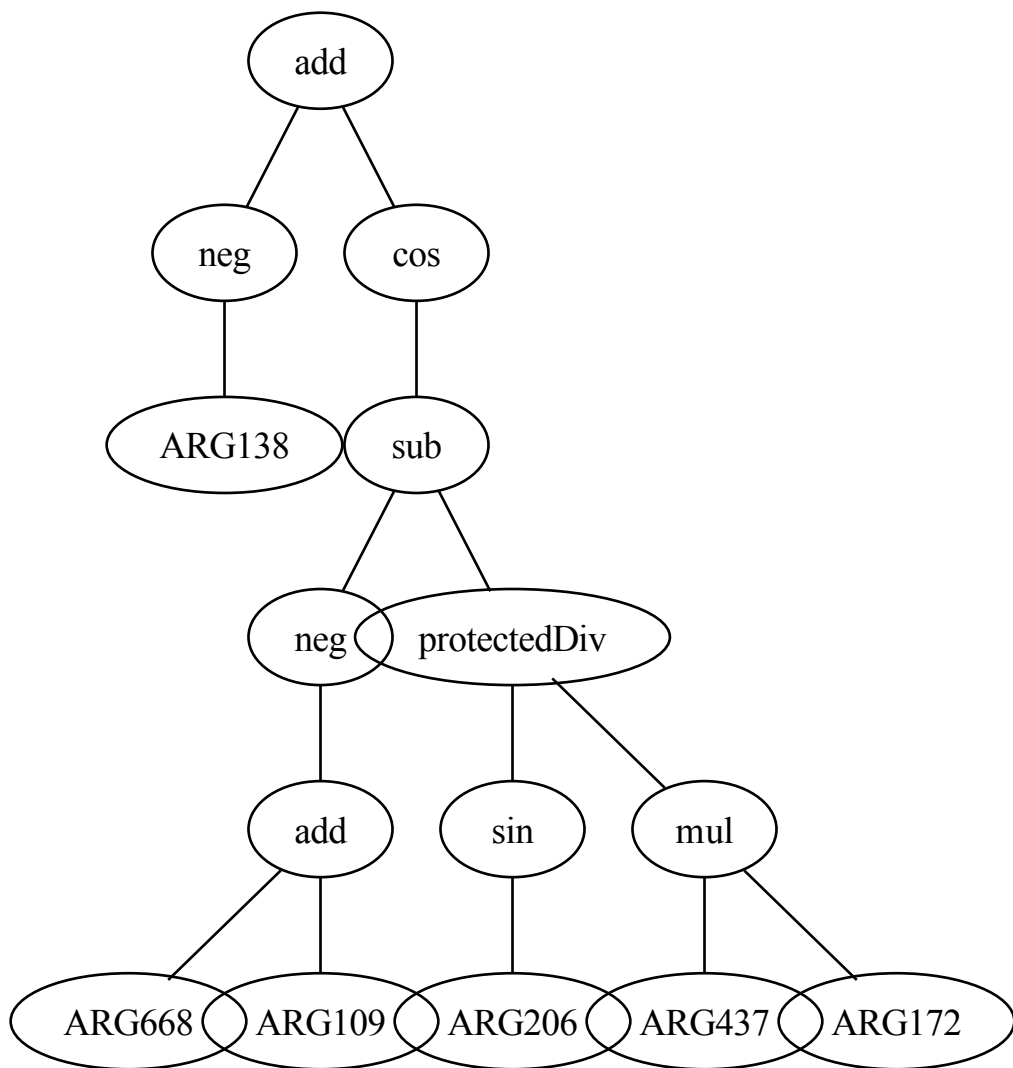 add
neg cos
ARG138 sub
neg protectedDiv
add sin mul
ARG668 ARG109 ARG206 ARG437 ARG172